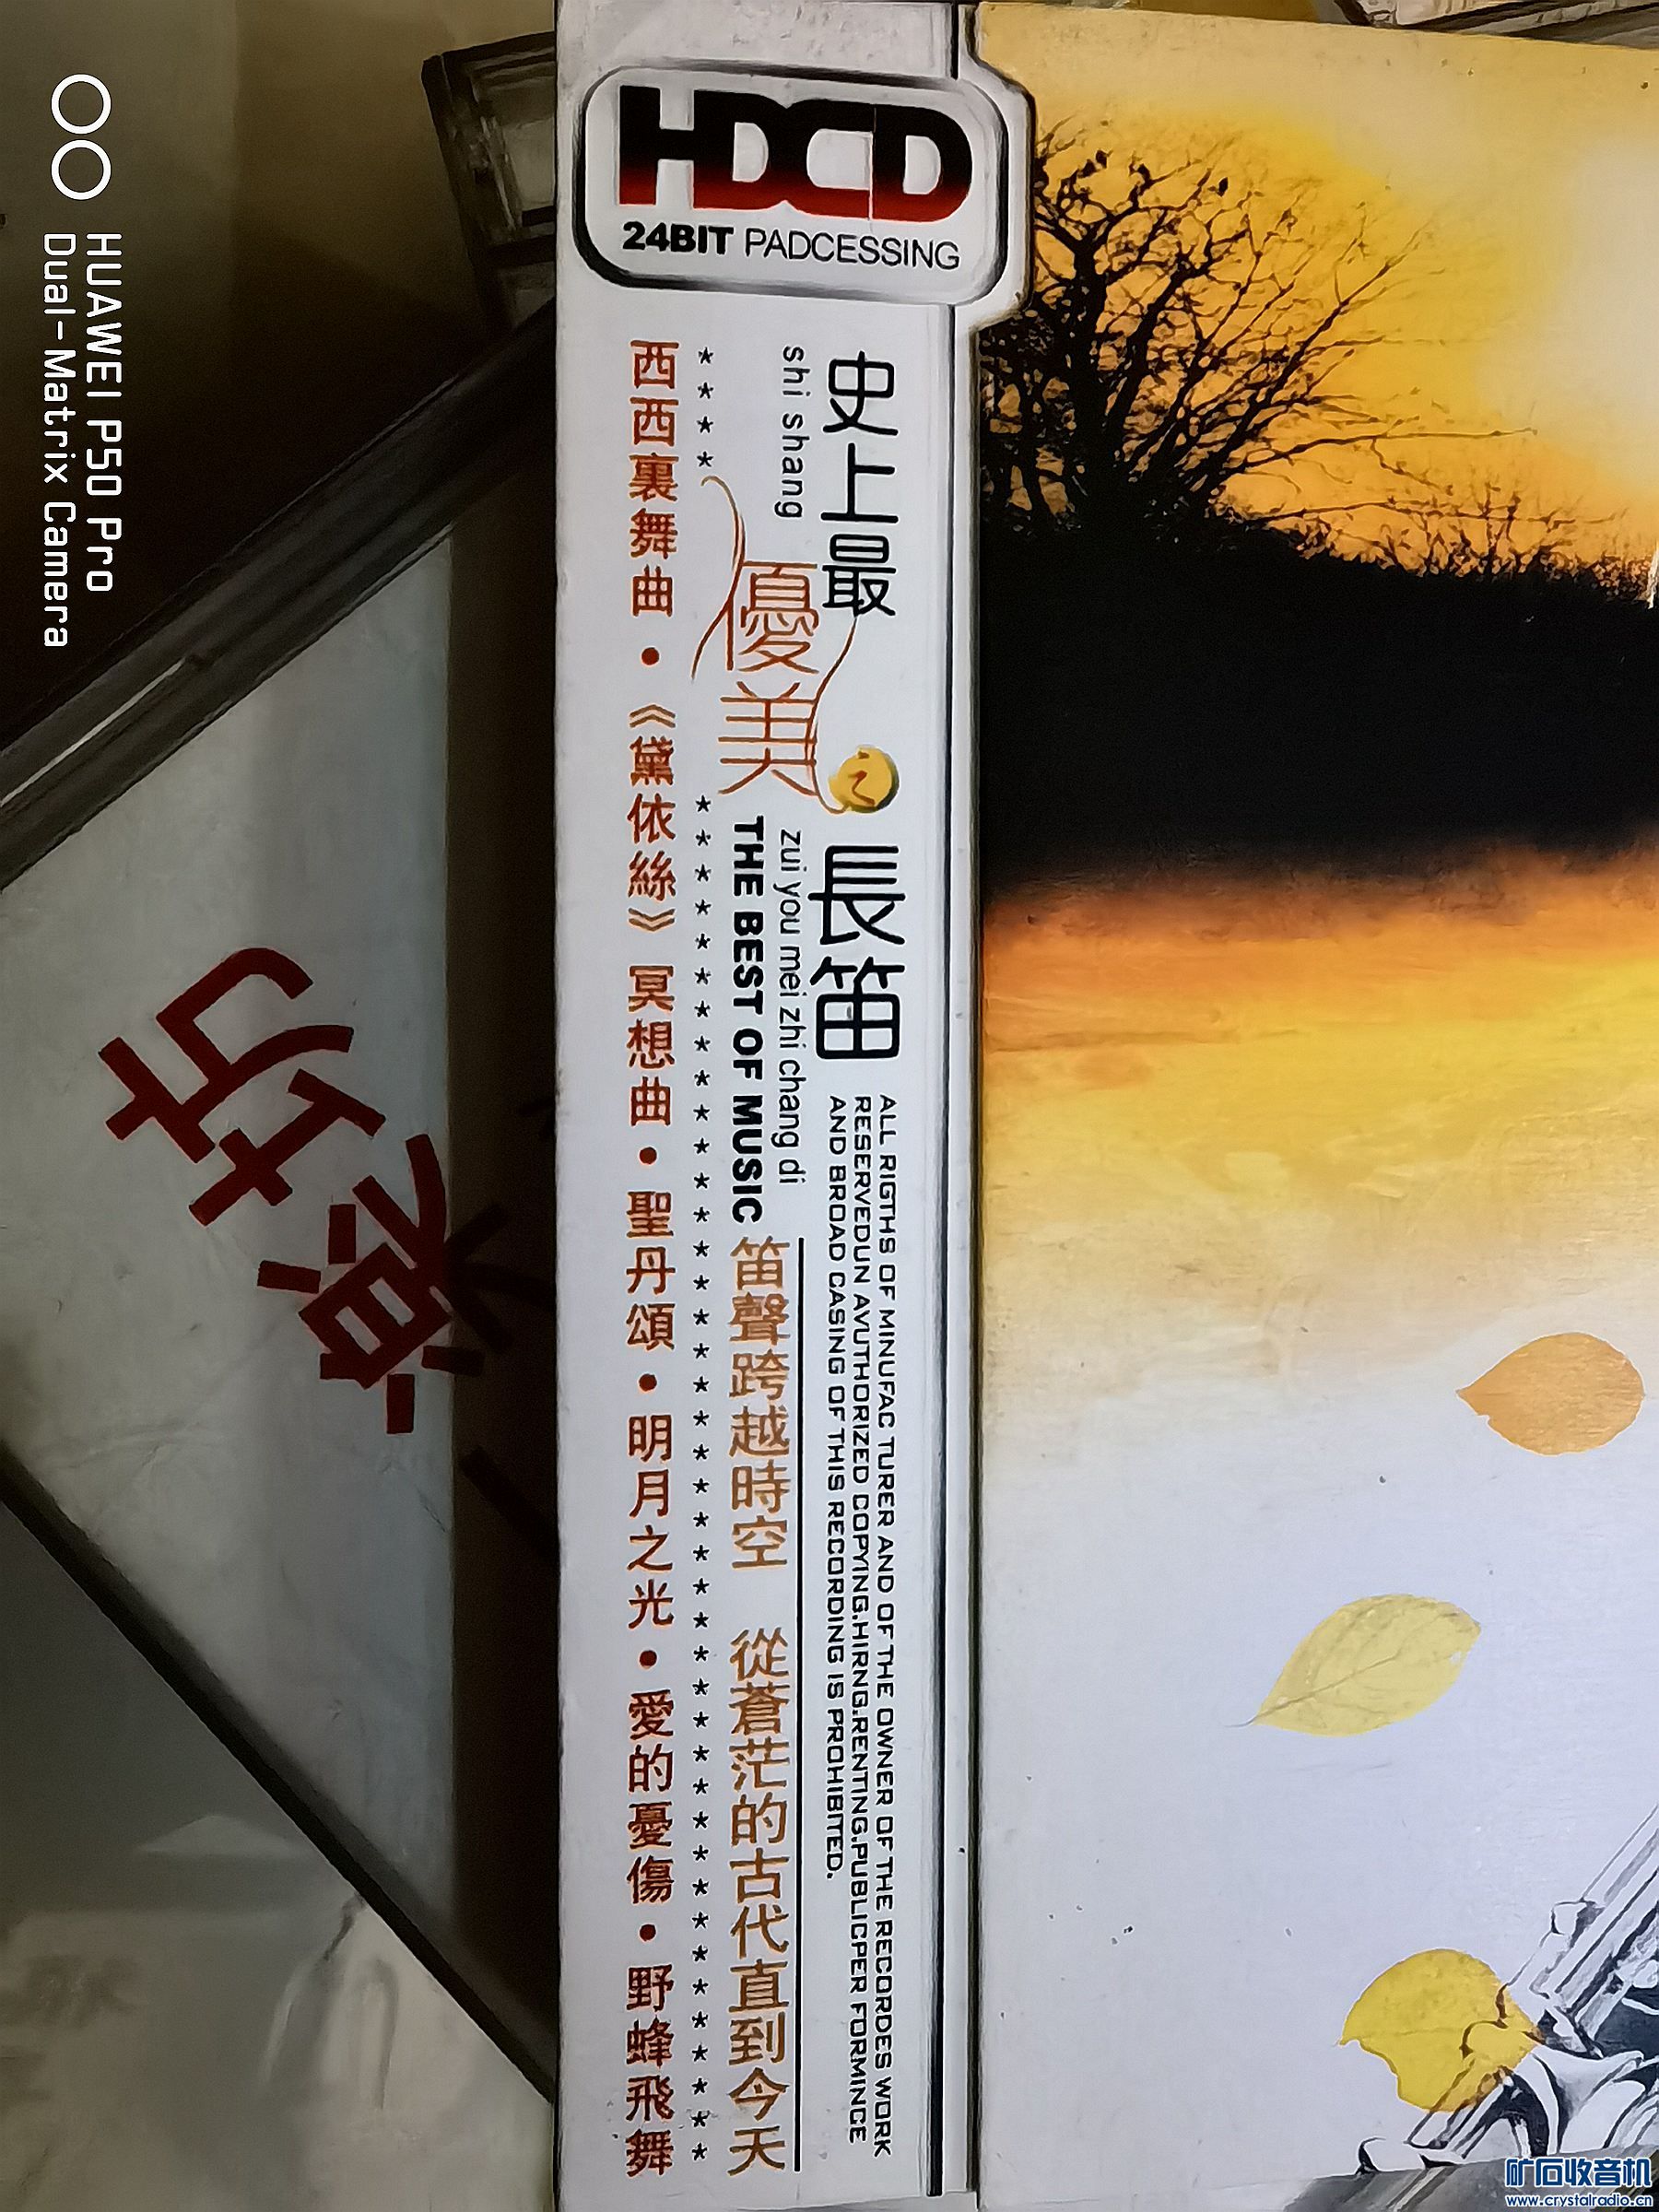 HUAWEI P50 Pro
Dual-Matrix Camera
HDCD
24BIT PADCESSING
史上最
shi shang
優美
之
長笛
zui you mei zhi chang di
THE BEST OF MUSIC
ALL RIGTHS OF MINUFAC TURER AND OF THE OWNER OF THE RECORDES WORK
RESERVEDUN AYUTHORIZED COPYING.HIRNG.RENTING.PUBLICPER FORMINCE
AND BROAD CASING OF THIS RECORDING IS PROHIBITED.
笛聲跨越時空 從蒼茫的古代直到今天
****
****************************************
西西裏舞曲•《黛依絲》冥想曲•聖丹頌•明月之光•愛的憂傷•野蜂飛舞
坊
矿石收音机
www.crystalradio.cn